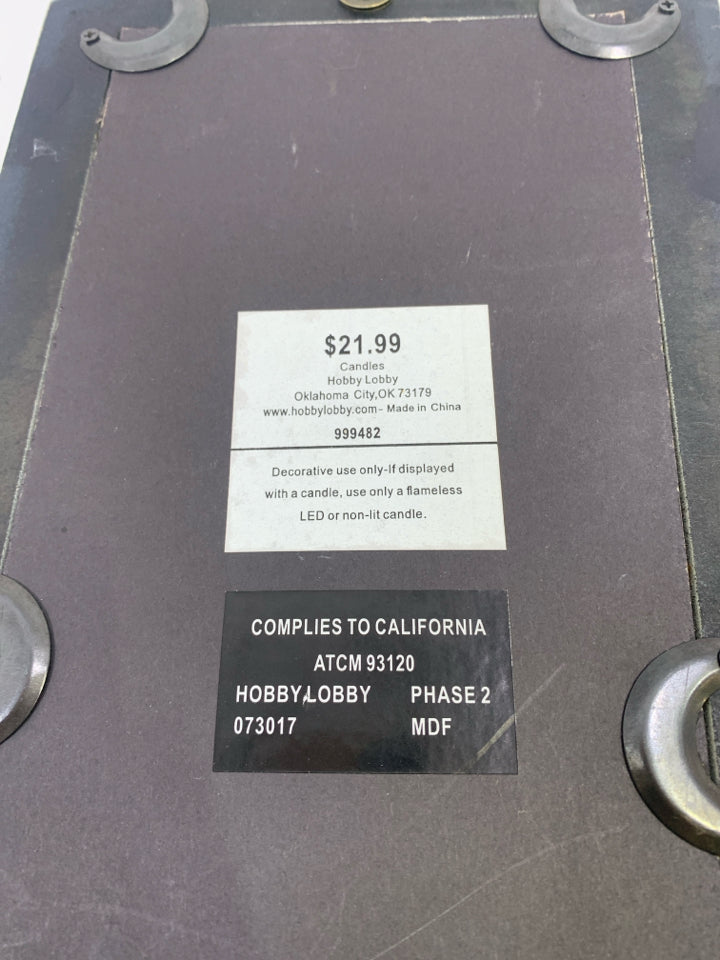 $21.99
Candles
Hobby Lobby
Oklahoma City,OK 73179
www.hobbylobby.com- Made in China
999482
Decorative use only-If displayed
with a candle, use only a flameless
LED or non-lit candle.
COMPLIES TO CALIFORNIA
ATCM 93120
HOBBY LOBBY PHASE 2
073017 MDF